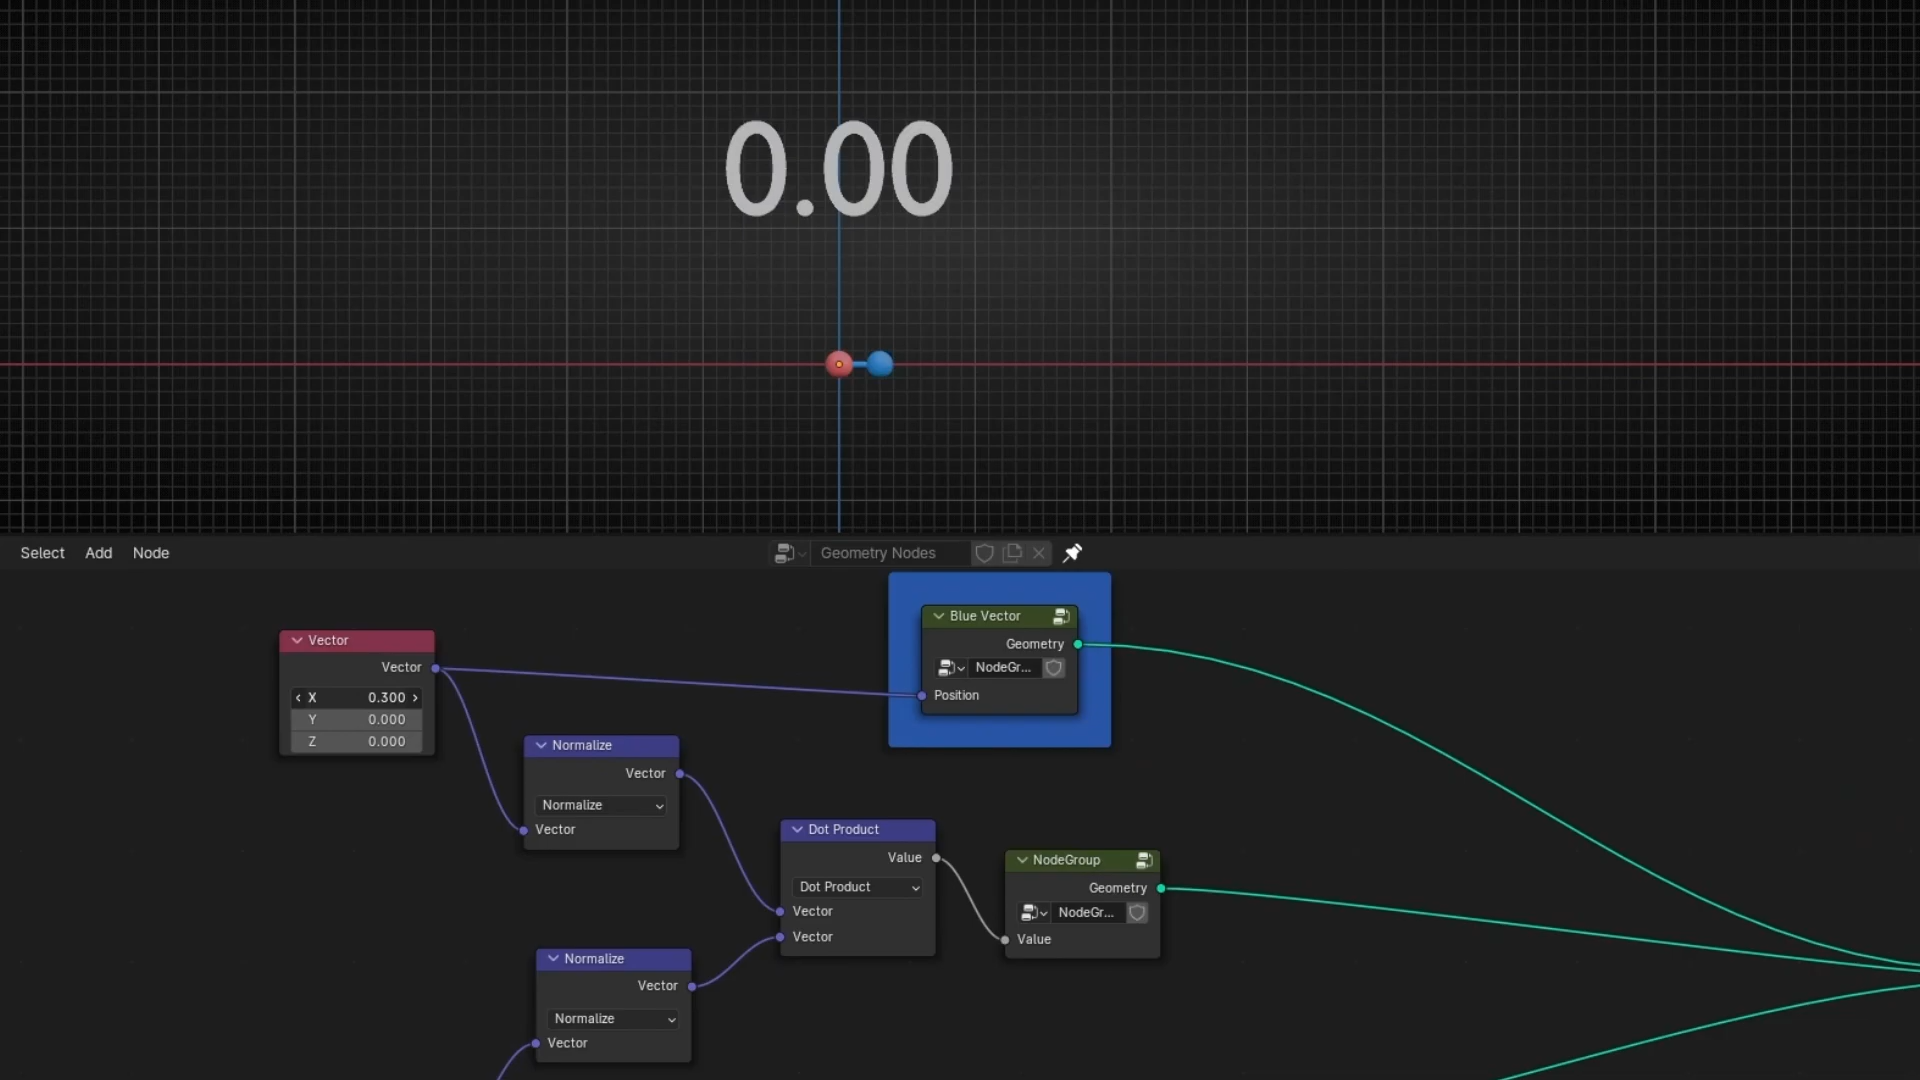 0.00
Select Add Node
Geometry Nodes
Blue Vector
Geometry
NodeGr...
Position
Vector
Vector
X 0.300
Y 0.000
Z 0.000
Normalize
Vector
Normalize
Vector
Dot Product
Value
Dot Product
Vector
Vector
NodeGroup
Geometry
NodeGr...
Value
Normalize
Vector
Normalize
Vector